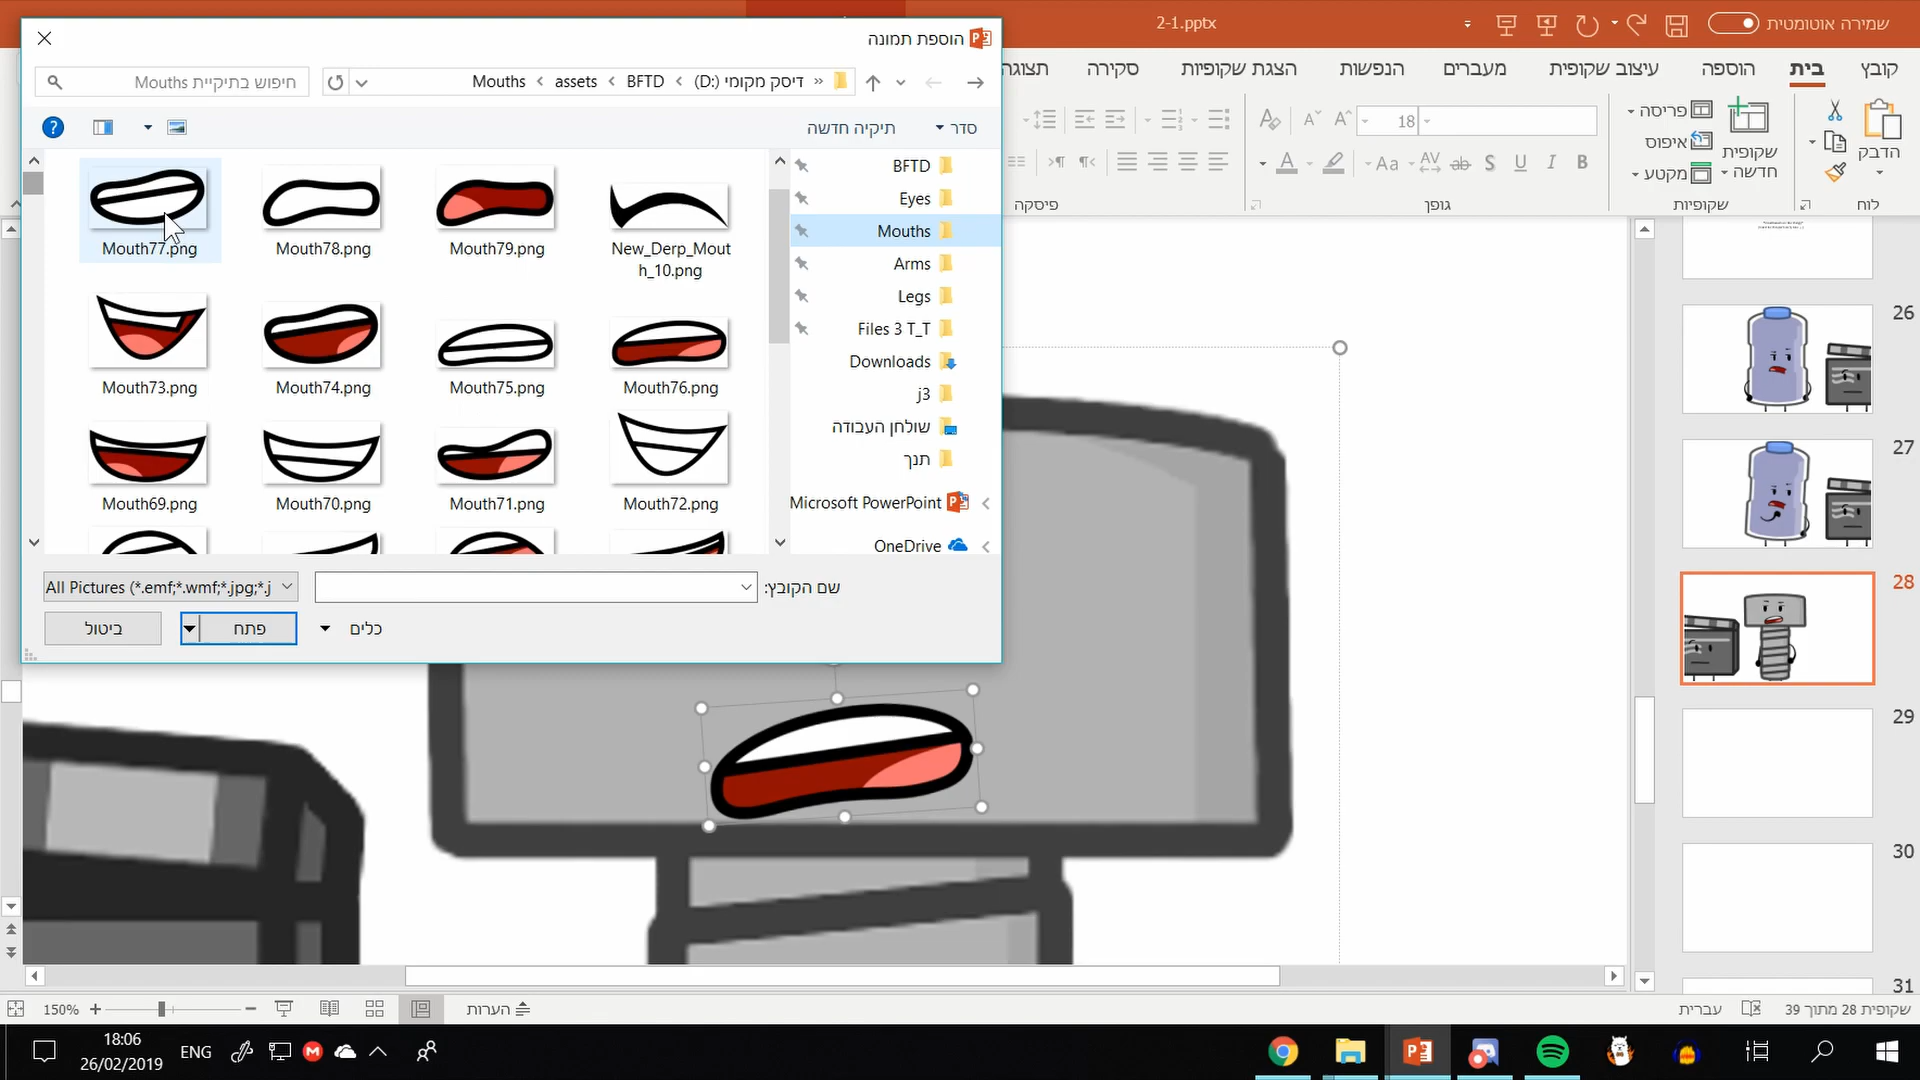 הוספת תמונה
2-1.pptx
שמירה אוטומטית
קובץ
בית
הוספה
עיצוב שקופית
מעברים
הנפשות
הצגת שקופיות
סקירה
תצוגה
« דיסק מקומי (D:) > BFTD > assets > Mouths
חיפוש בתיקיית Mouths
סדר
תיקיה חדשה
הדבק
לוח
שקופית
חדשה
פריסה
איפוס
מקטע
שקופיות
18
Aa
AV
ab
S
U
I
B
A
גופן
פיסקה
BFTD
Eyes
Mouths
Arms
Legs
Files 3 T_T
Downloads
j3
שולחן העבודה
תנך
Microsoft PowerPoint
OneDrive
Mouth77.png
Mouth78.png
Mouth79.png
New_Derp_Mout
h_10.png
Mouth73.png
Mouth74.png
Mouth75.png
Mouth76.png
Mouth69.png
Mouth70.png
Mouth71.png
Mouth72.png
שם הקובץ:
All Pictures (*.emf;*.wmf;*.jpg;*.j
כלים
פתח
ביטול
26
27
28
29
30
31
שקופית 28 מתוך 39
עברית
הערות
150%
18:06
26/02/2019
ENG